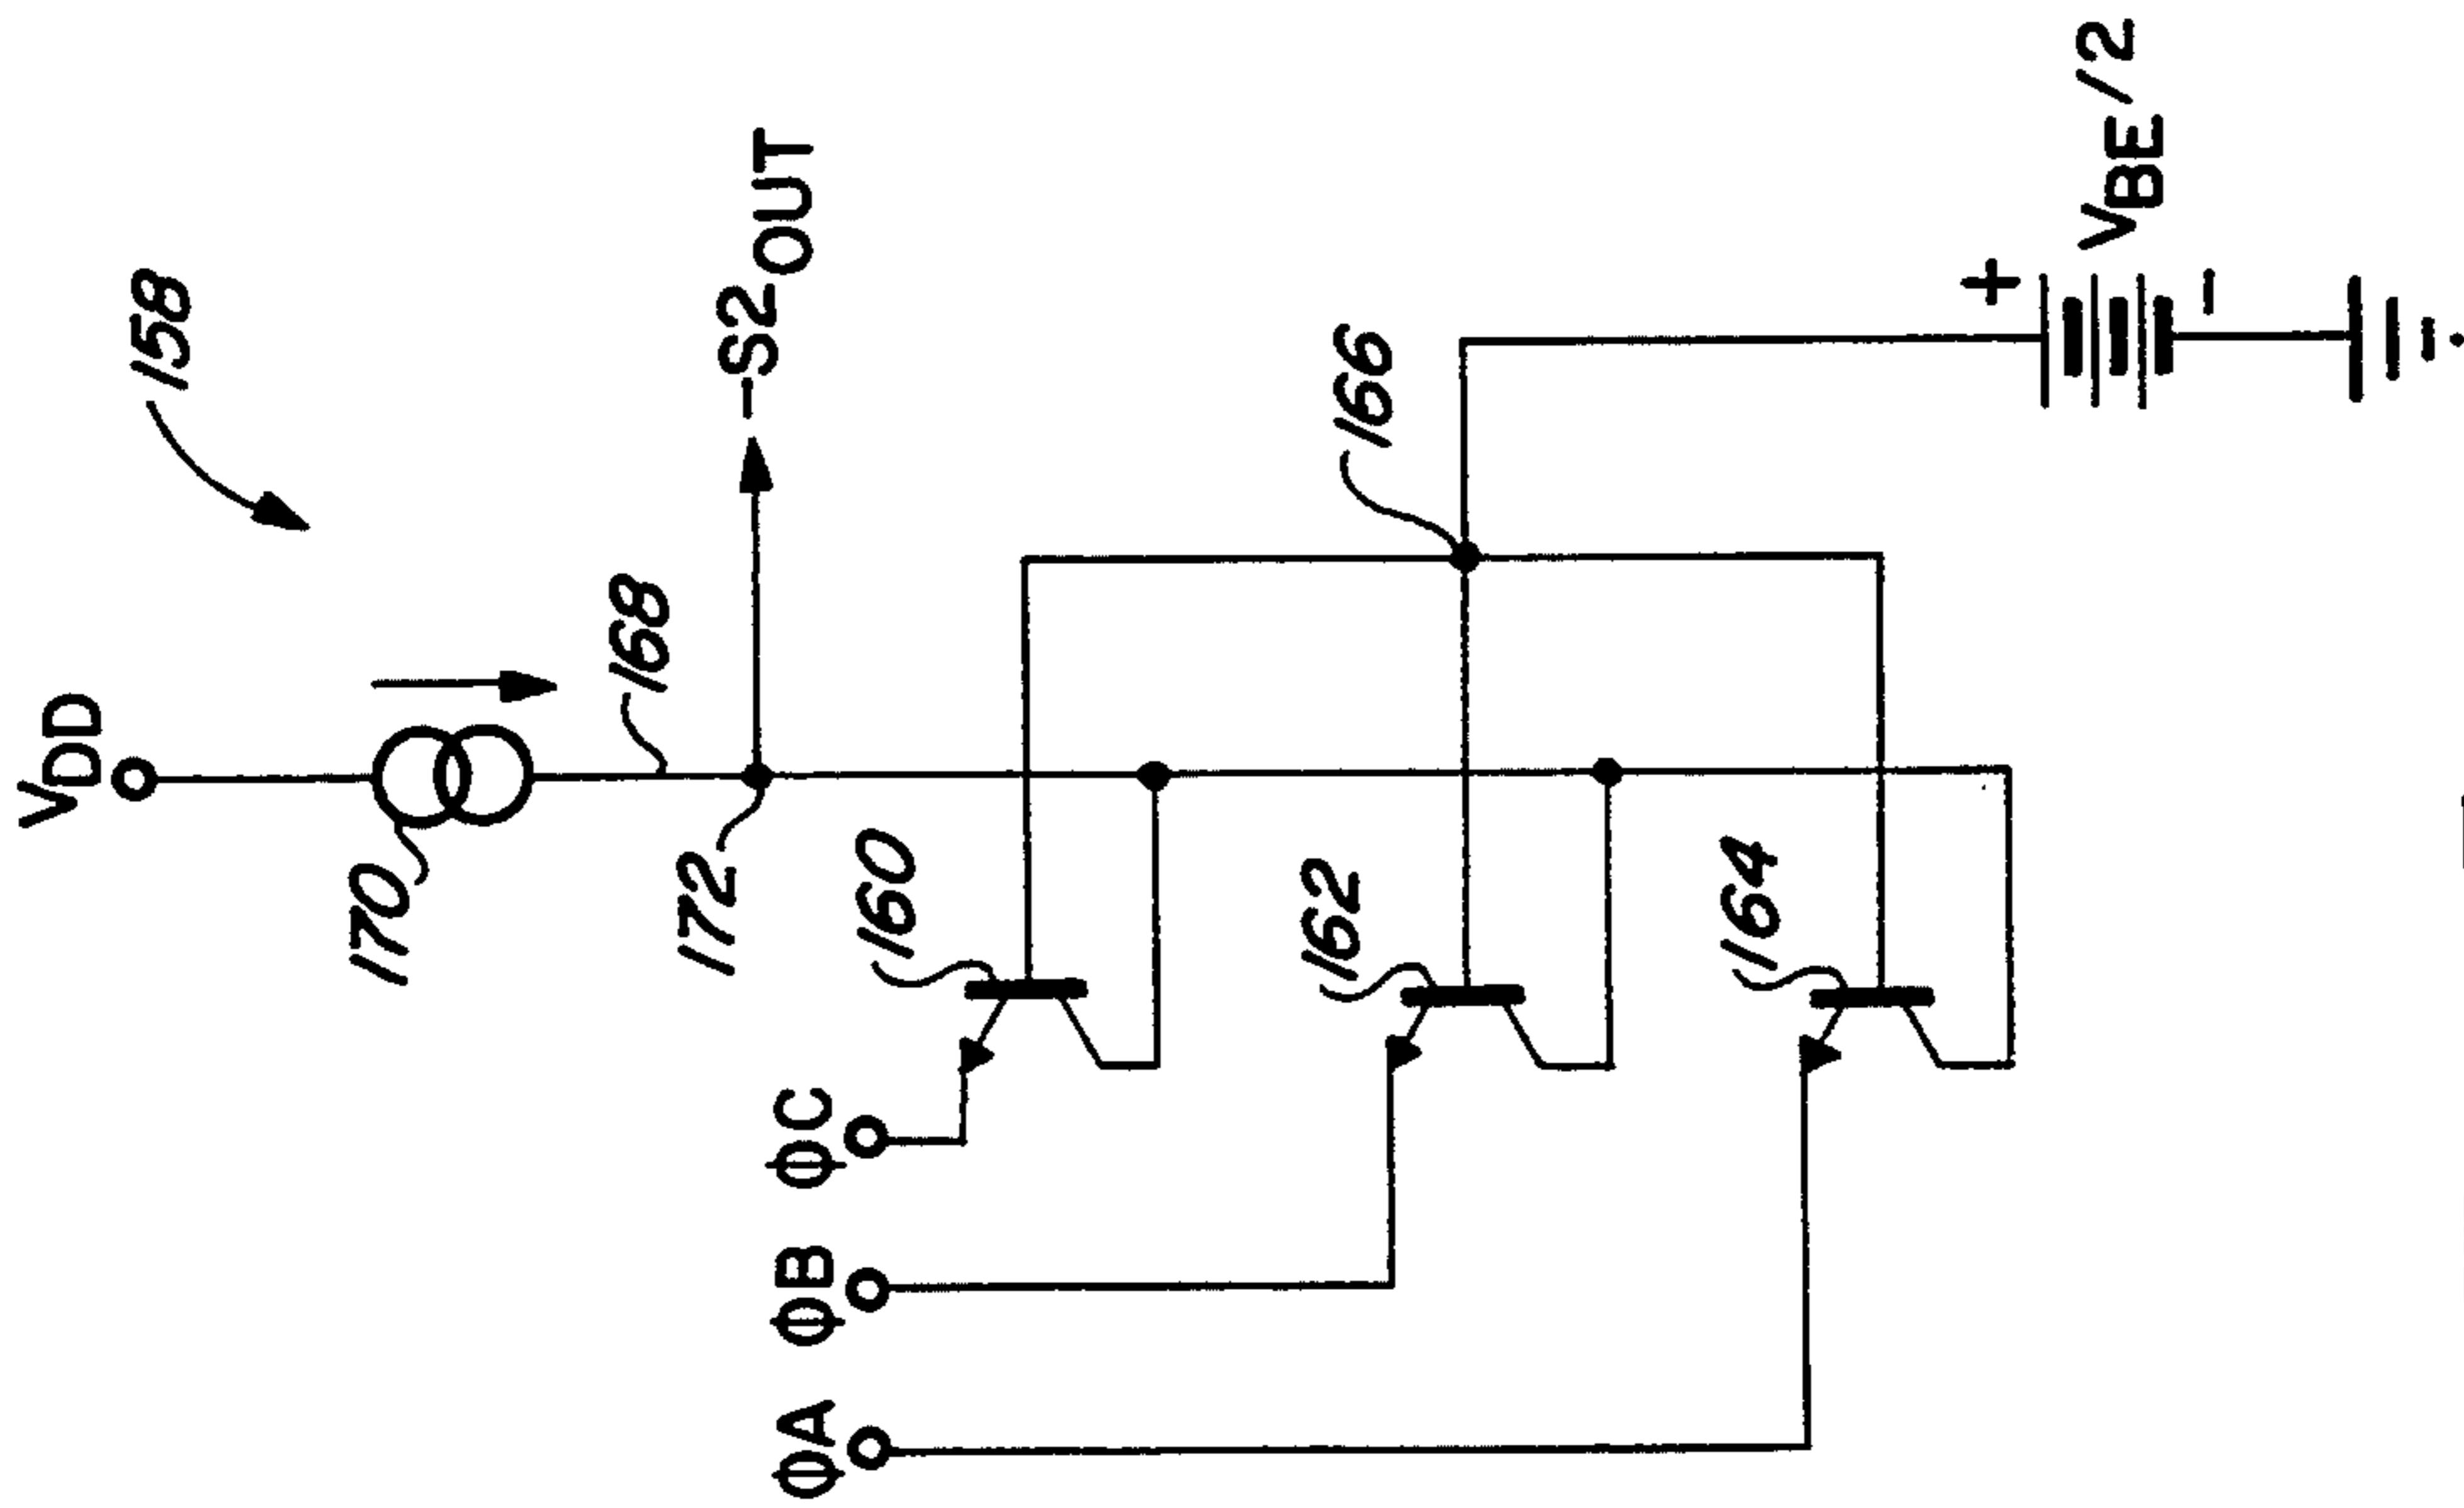 VDD
158
170
168
-S2OUT
172
160
166
162
164
ΦC
ΦB
ΦA
+
-
VBE/2